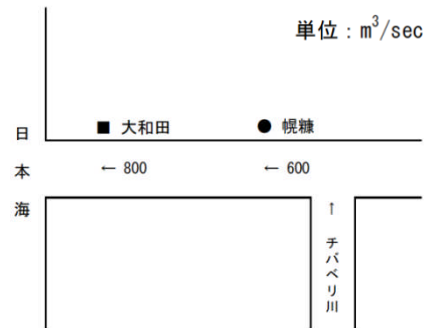 単位：m³/sec
■ 大和田
● 幌糠
日本海
← 800
← 600
↑
チバベリ川